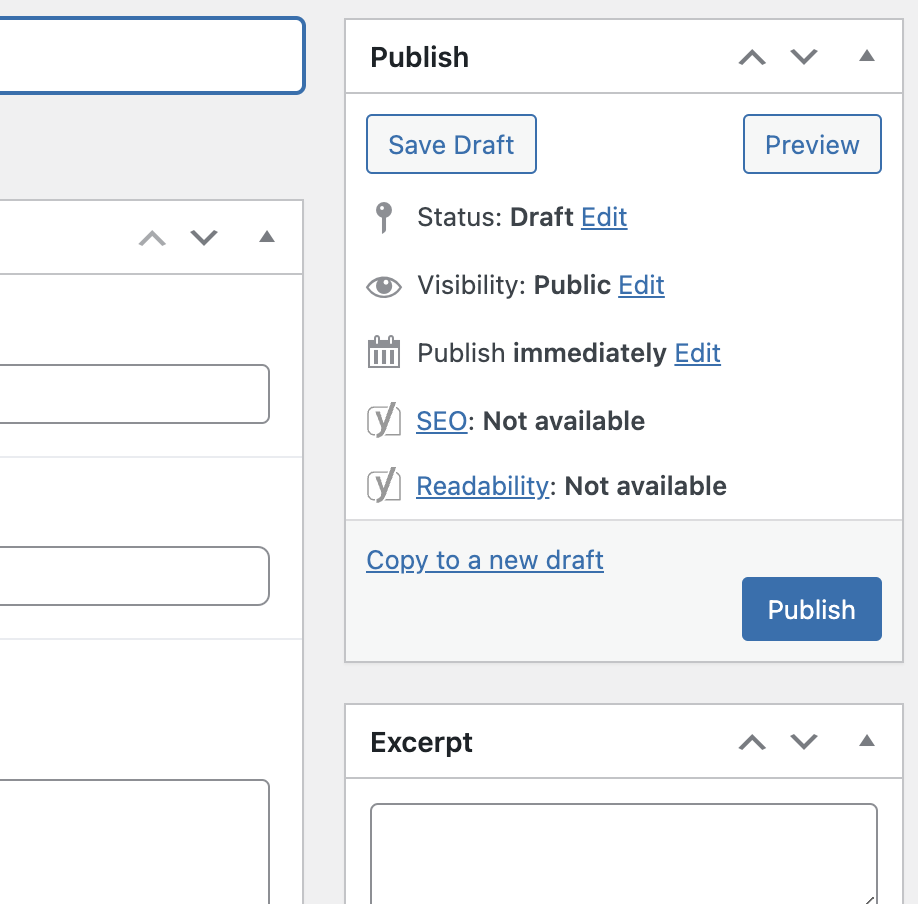 Publish
Save Draft
Preview
Status: Draft Edit
Visibility: Public Edit
Publish immediately Edit
SEO: Not available
Readability: Not available
Copy to a new draft
Publish
Excerpt